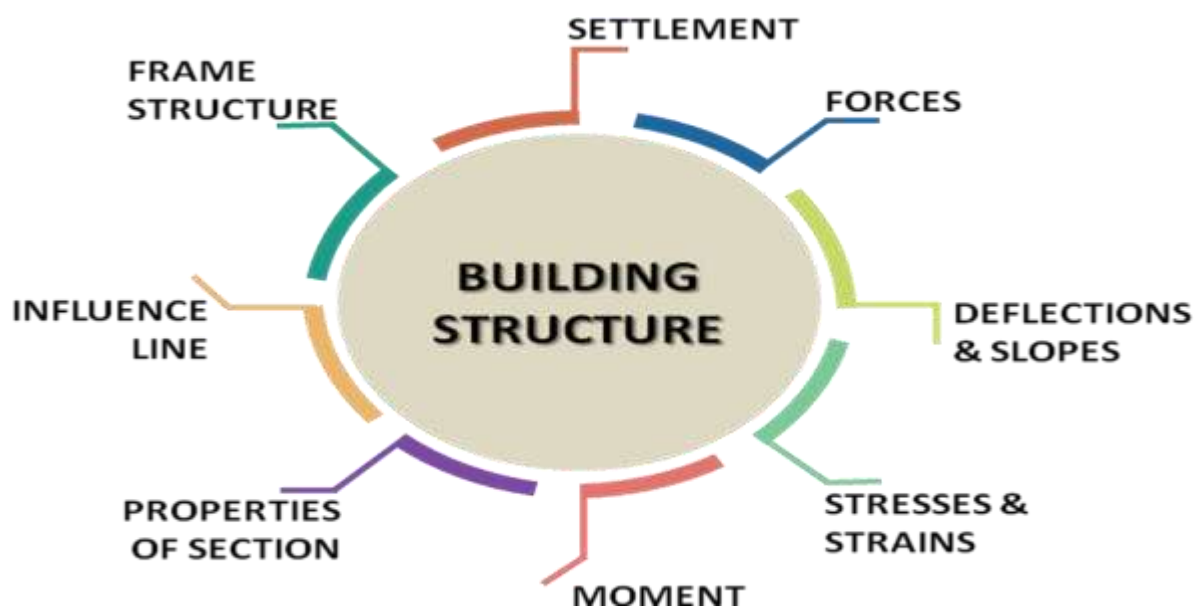 SETTLEMENT
FRAME
STRUCTURE
FORCES
BUILDING
STRUCTURE
INFLUENCE
LINE
DEFLECTIONS
& SLOPES
PROPERTIES
OF SECTION
STRESSES &
STRAINS
MOMENT